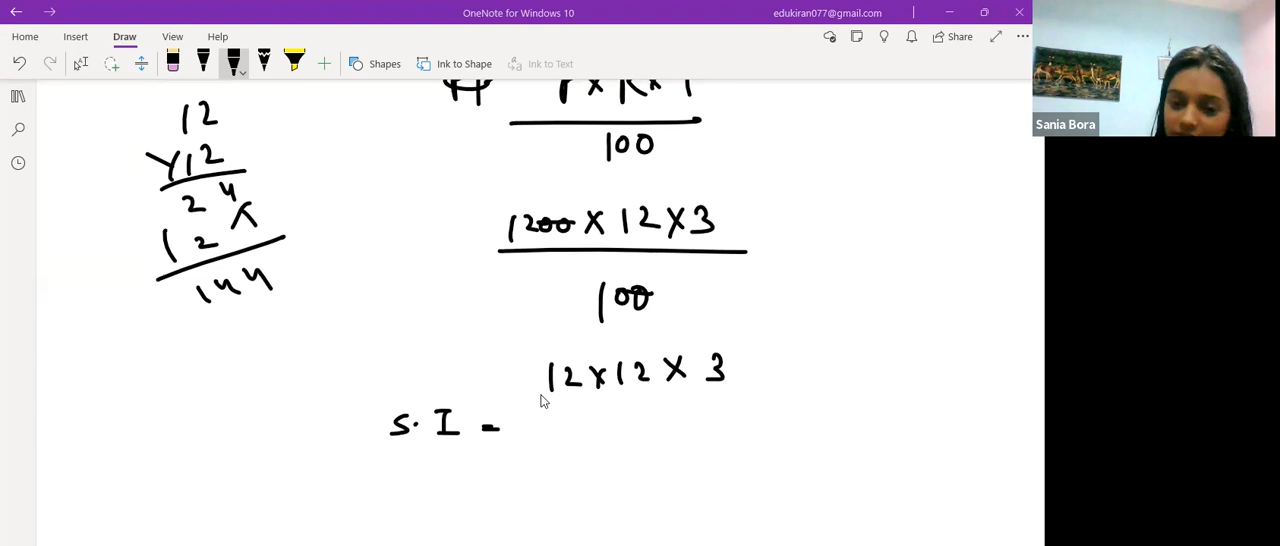 OneNote for Windows 10
edukiran077@gmail.com
Home Insert Draw View Help
Share
Shapes Ink to Shape Ink to Text
Sania Bora
12
×12
24
12×
144
P × R × T
100
1200 × 12 × 3
100
12 × 12 × 3
S. I =